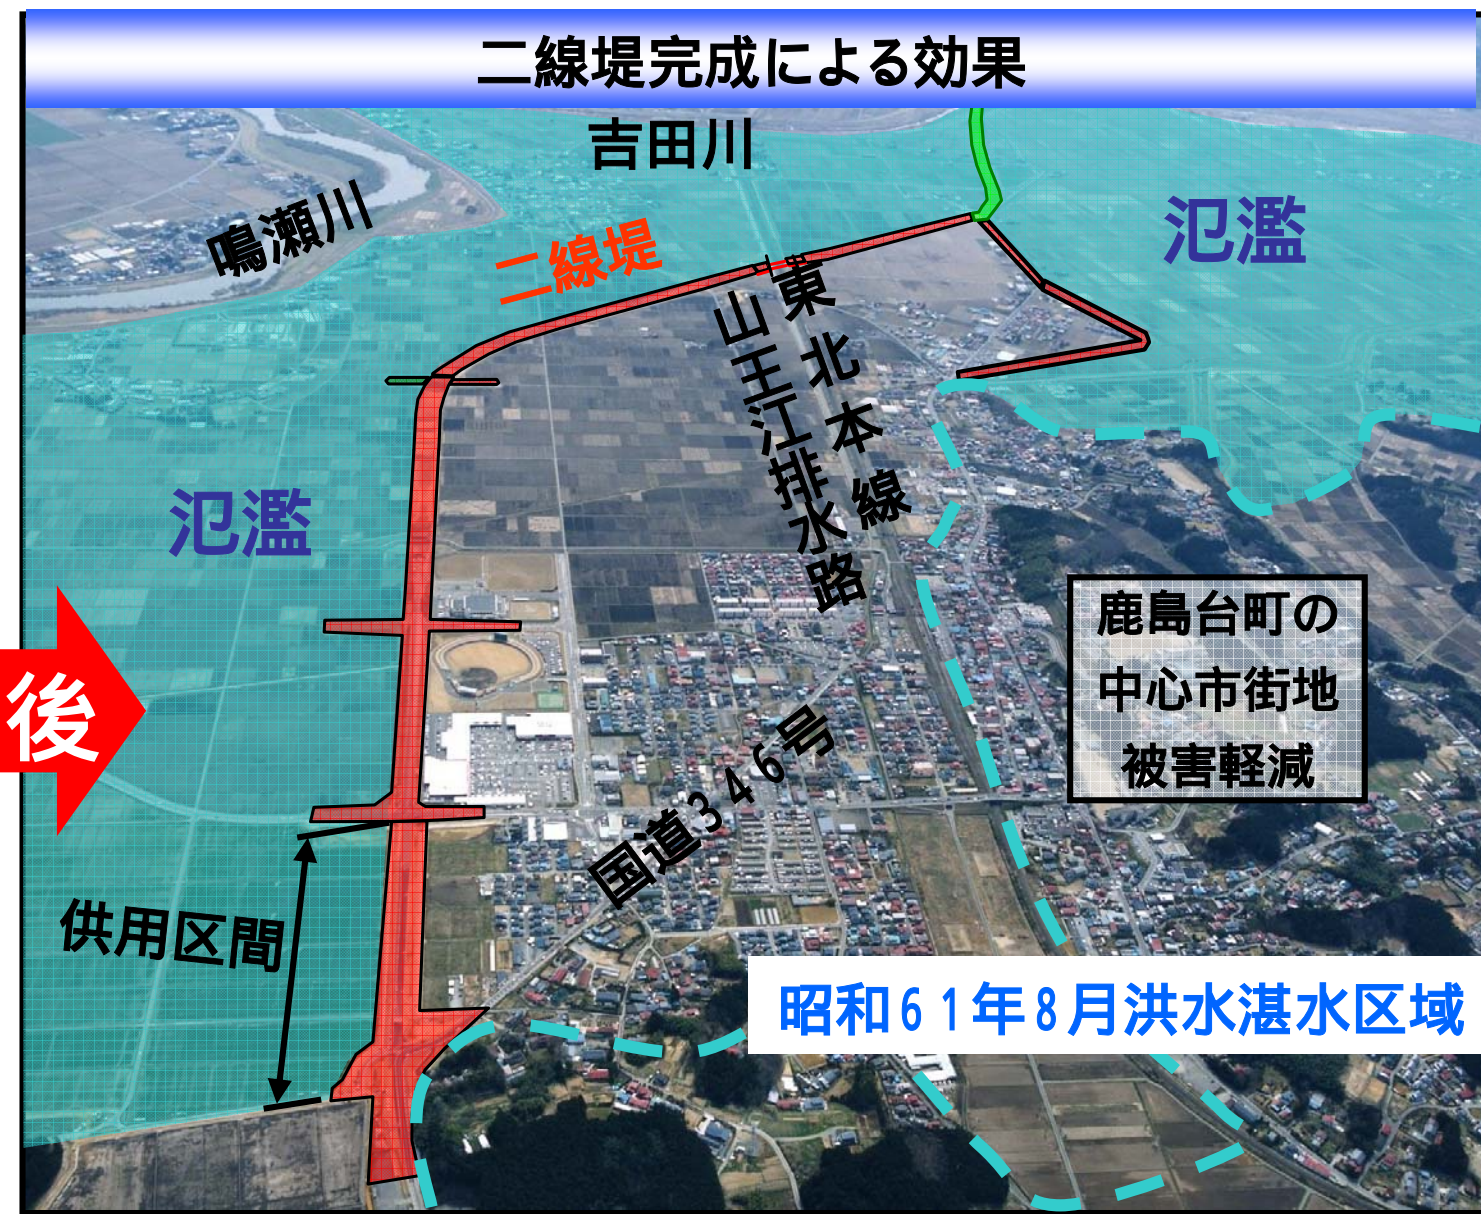 二線堤完成による効果
吉田川
鳴瀬川
二線堤
氾濫
東北本線
山王江排水路
氾濫
後
鹿島台町の
中心市街地
被害軽減
国道346号
供用区間
昭和61年8月洪水湛水区域